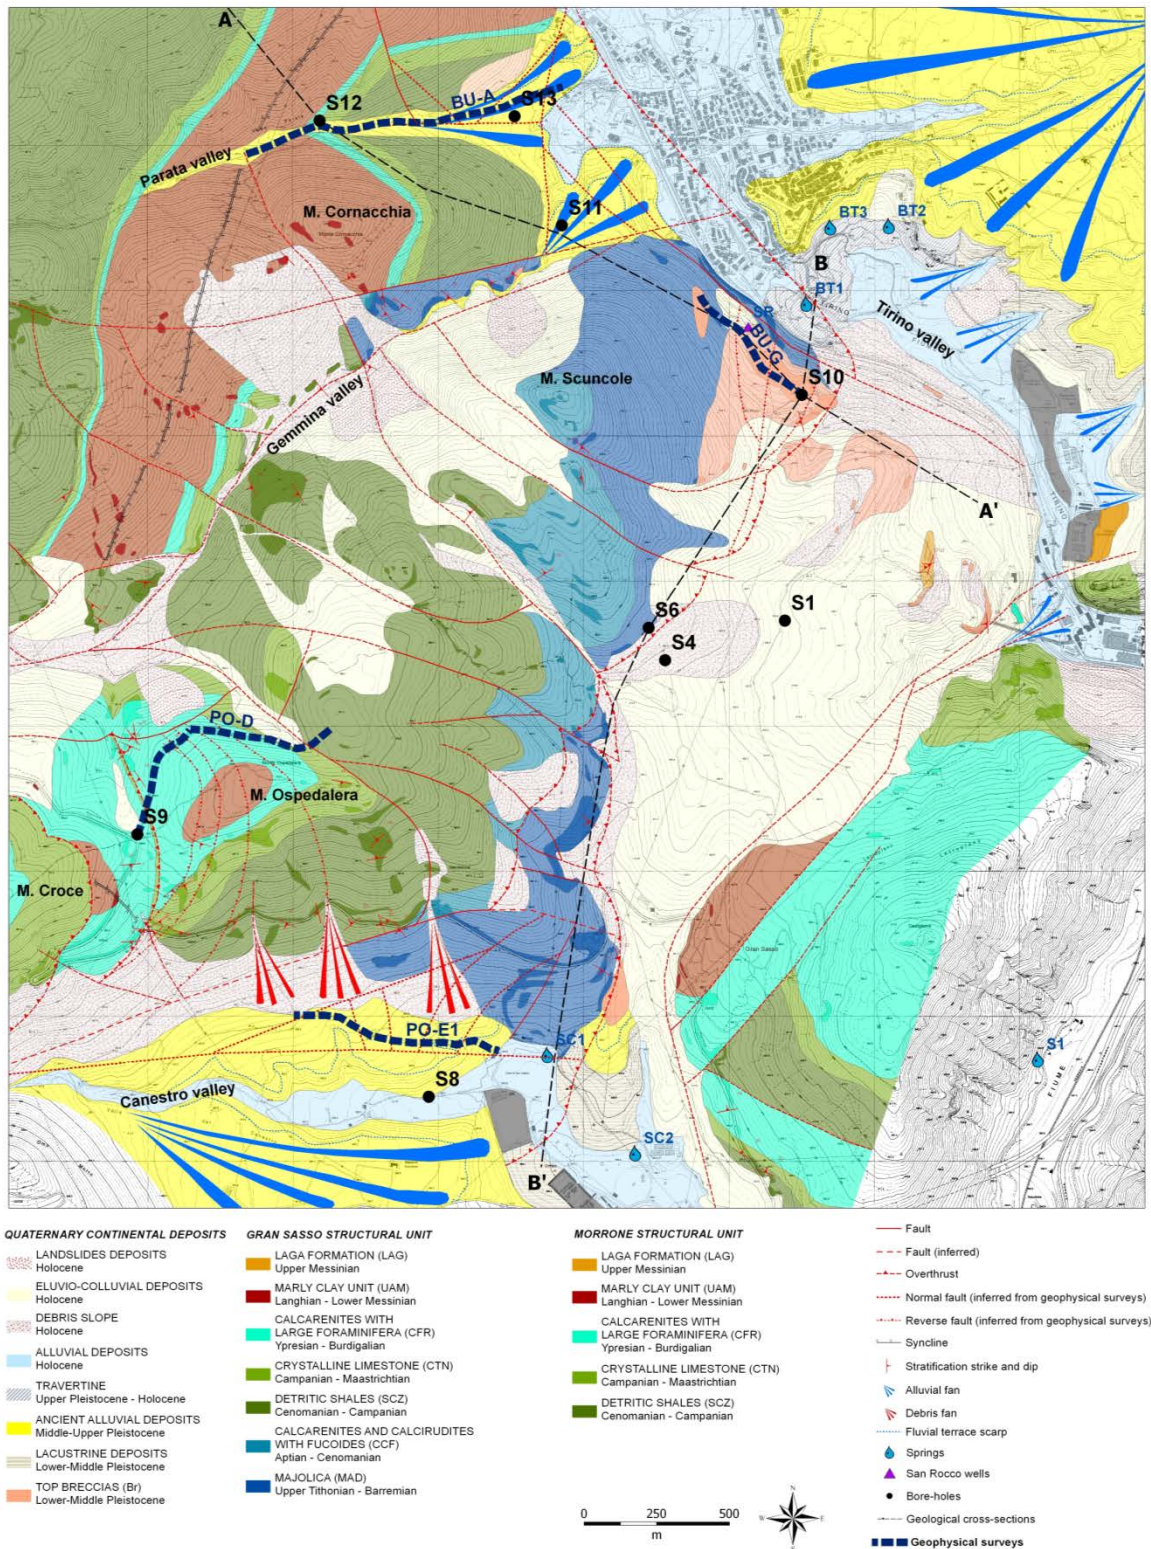 A
S12
BU-A
S13
Parata valley
M. Cornacchia
S11
BT3
BT2
B
BT1
TIRINO
SR
Tirino valley
BU-G
M. Scuncole
S10
Gemmina valley
A'
S6
S1
S4
PO-D
M. Ospedalera
S9
M. Croce
PO-E1
SC1
S1
FIUME
S8
Canestro valley
SC2
B'
QUATERNARY CONTINENTAL DEPOSITS
LANDSLIDES DEPOSITS
Holocene
ELUVIO-COLLUVIAL DEPOSITS
Holocene
DEBRIS SLOPE
Holocene
ALLUVIAL DEPOSITS
Holocene
TRAVERTINE
Upper Pleistocene - Holocene
ANCIENT ALLUVIAL DEPOSITS
Middle-Upper Pleistocene
LACUSTRINE DEPOSITS
Lower-Middle Pleistocene
TOP BRECCIAS (Br)
Lower-Middle Pleistocene
GRAN SASSO STRUCTURAL UNIT
LAGA FORMATION (LAG)
Upper Messinian
MARLY CLAY UNIT (UAM)
Langhian - Lower Messinian
CALCARENITES WITH
LARGE FORAMINIFERA (CFR)
Ypresian - Burdigalian
CRYSTALLINE LIMESTONE (CTN)
Campanian - Maastrichtian
DETRITIC SHALES (SCZ)
Cenomanian - Campanian
CALCARENITES AND CALCIRUDITES
WITH FUCOIDES (CCF)
Aptian - Cenomanian
MAJOLICA (MAD)
Upper Tithonian - Barremian
MORRONE STRUCTURAL UNIT
LAGA FORMATION (LAG)
Upper Messinian
MARLY CLAY UNIT (UAM)
Langhian - Lower Messinian
CALCARENITES WITH
LARGE FORAMINIFERA (CFR)
Ypresian - Burdigalian
CRYSTALLINE LIMESTONE (CTN)
Campanian - Maastrichtian
DETRITIC SHALES (SCZ)
Cenomanian - Campanian
0 250 500
m
N
W E
S
Fault
Fault (inferred)
Overthrust
Normal fault (inferred from geophysical surveys)
Reverse fault (inferred from geophysical surveys)
Syncline
Stratification strike and dip
Alluvial fan
Debris fan
Fluvial terrace scarp
Springs
San Rocco wells
Bore-holes
Geological cross-sections
Geophysical surveys